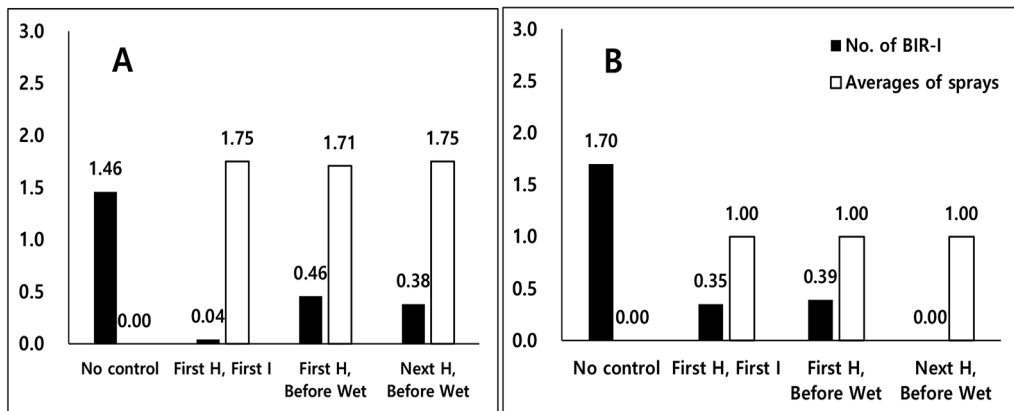 3.0
A
2.5
2.0
1.5
1.0
0.5
0.0
1.46
0.00
0.04
1.75
0.46
1.71
0.38
1.75
No control
First H, First I
First H,
Before Wet
Next H,
Before Wet
3.0
B
No. of BIR-I
Averages of sprays
2.5
2.0
1.5
1.0
0.5
0.0
1.70
0.00
0.35
1.00
0.39
1.00
0.00
1.00
No control
First H, First I
First H,
Before Wet
Next H,
Before Wet